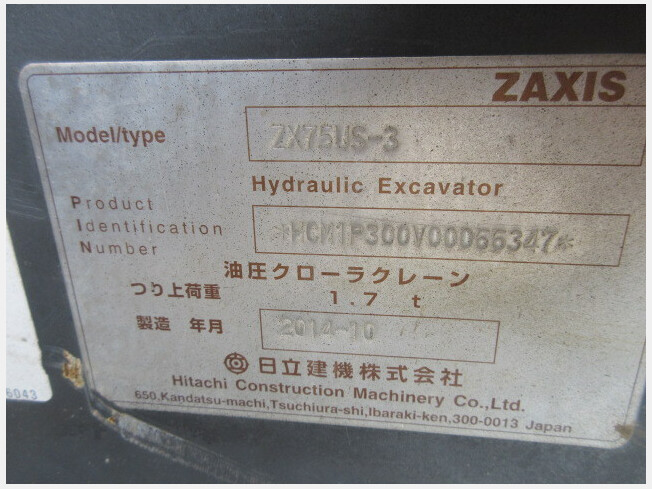 ZAXIS
Model/type ZX75US-3
Hydraulic Excavator
Product
Identification
Number
*HCM1P300V00066347*
油圧クローラクレーン
つり上荷重 1.7 t
製造 年月 2014-10
日立建機株式会社
Hitachi Construction Machinery Co.,Ltd.
650,Kandatsu-machi,Tsuchiura-shi,Ibaraki-ken,300-0013 Japan
6043